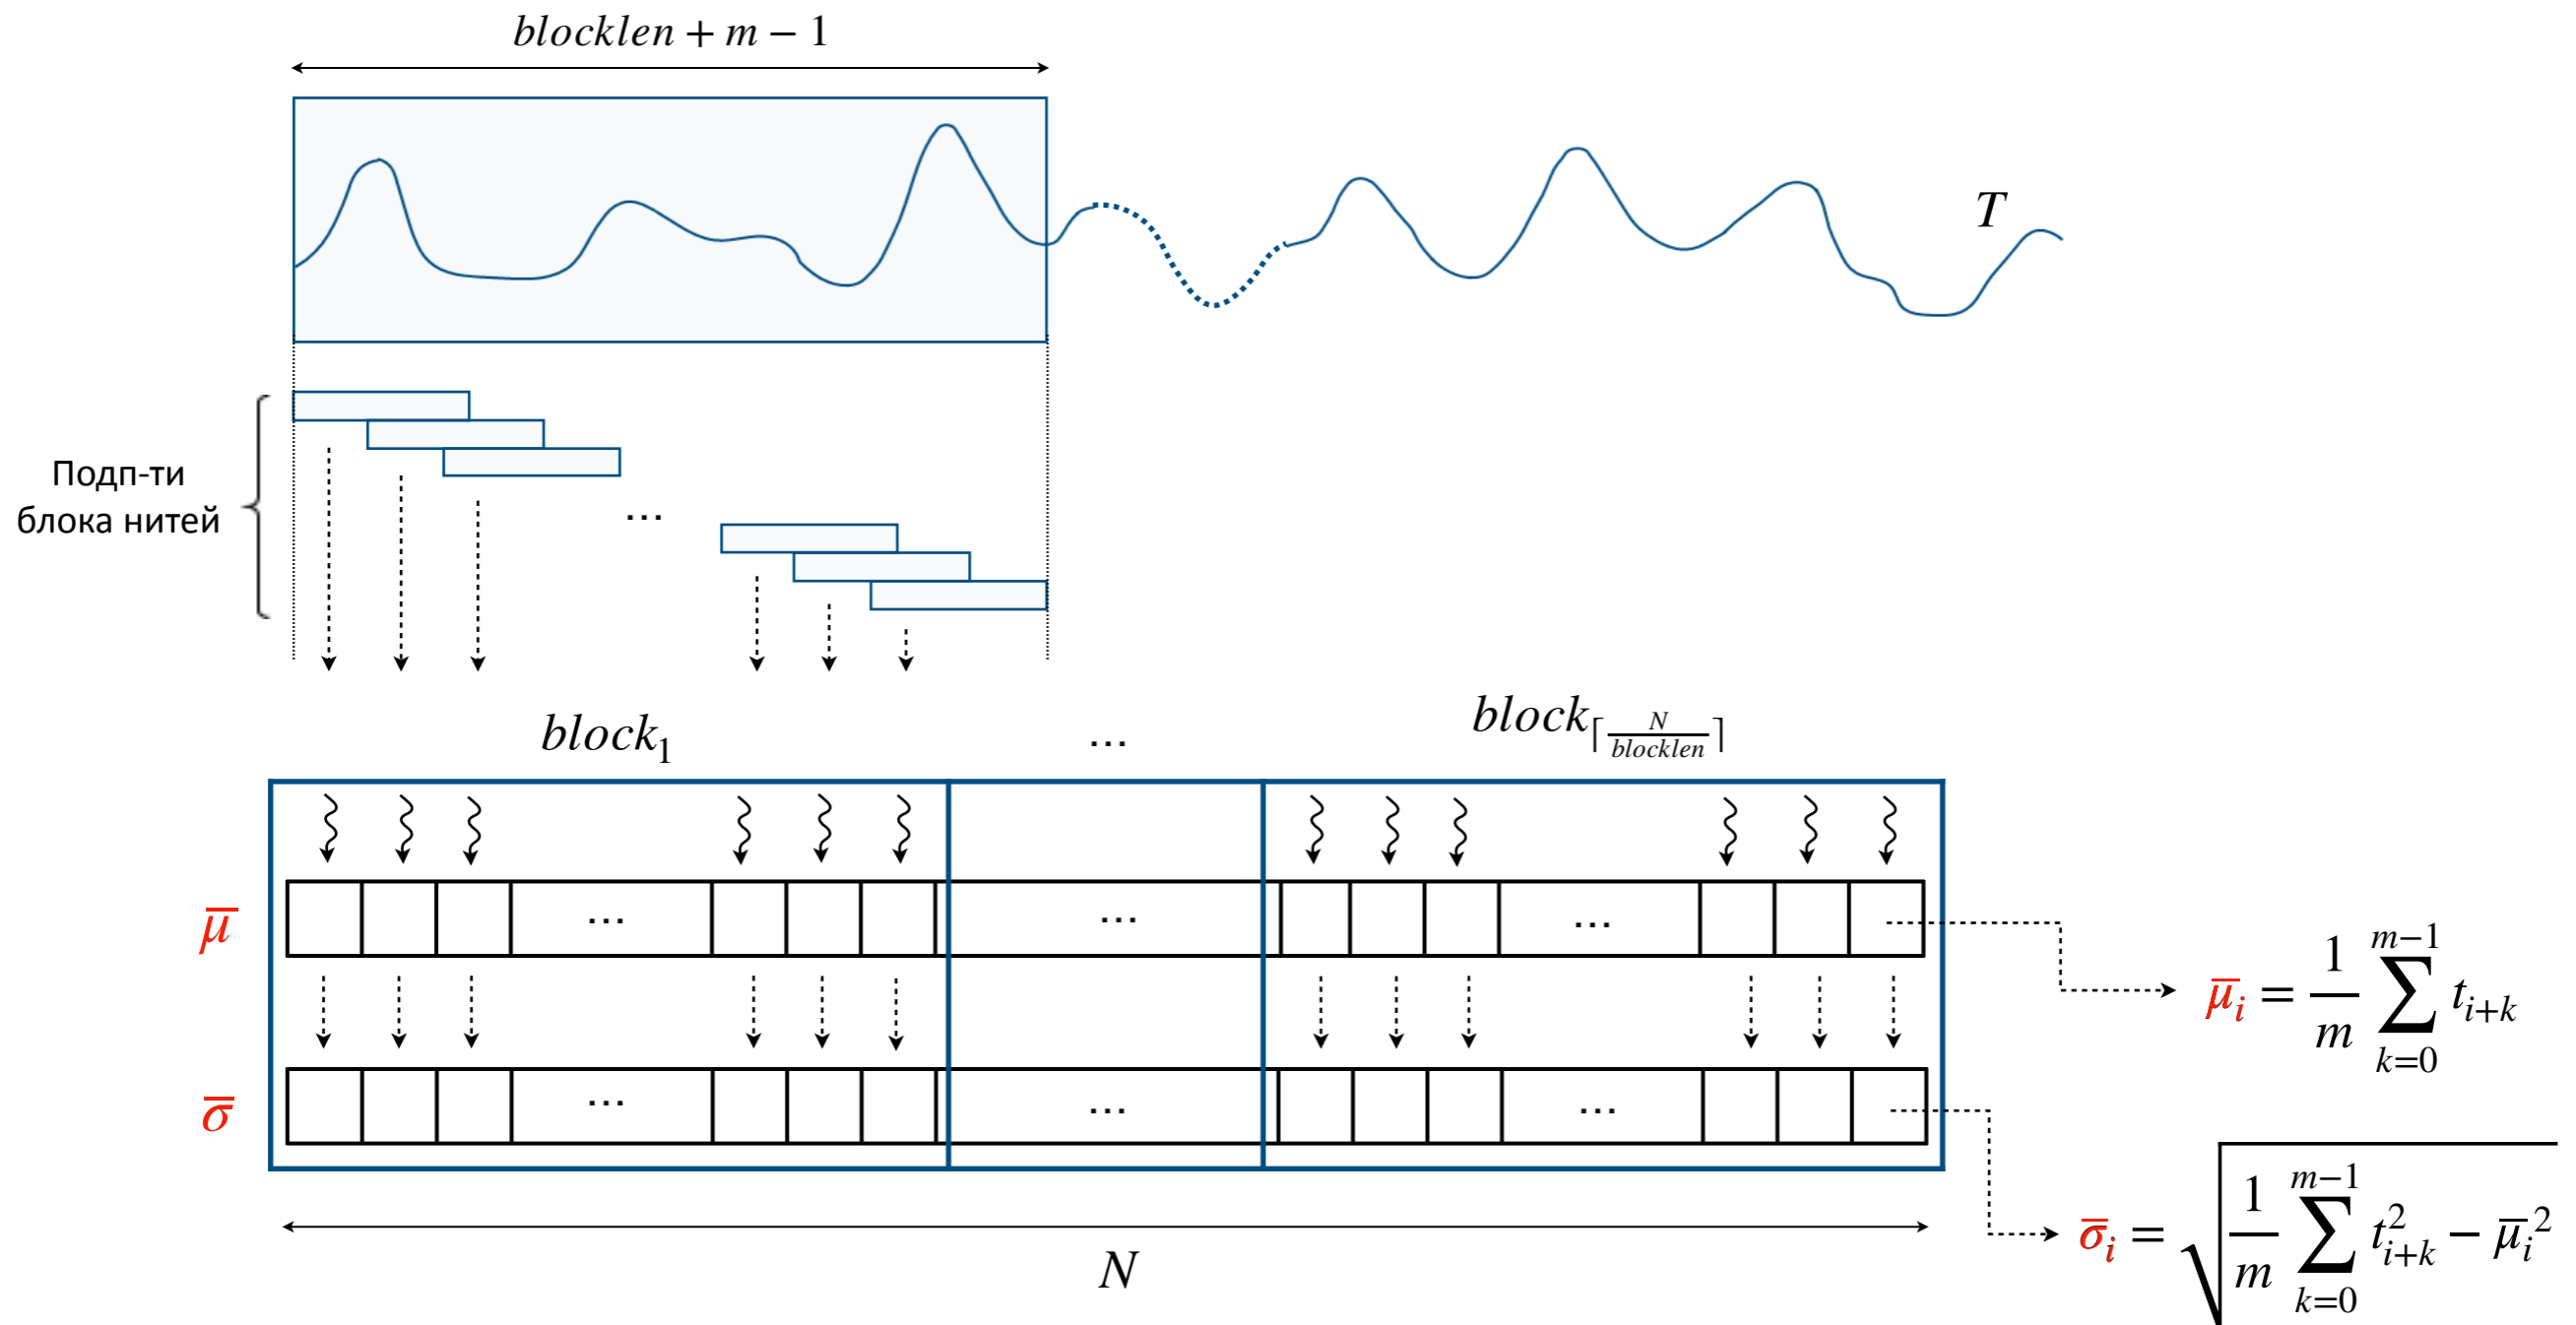 blocklen + m − 1
T
Подп-ти
блока нитей
...
block₁ ... block⌈N/blocklen⌉
μ̅ ... ... ...
μ̅ᵢ = 1/m ∑_{k=0}^{m−1} t_{i+k}
σ̅ ... ... ...
σ̅ᵢ = √(1/m ∑_{k=0}^{m−1} t²_{i+k} − μ̅ᵢ²)
N